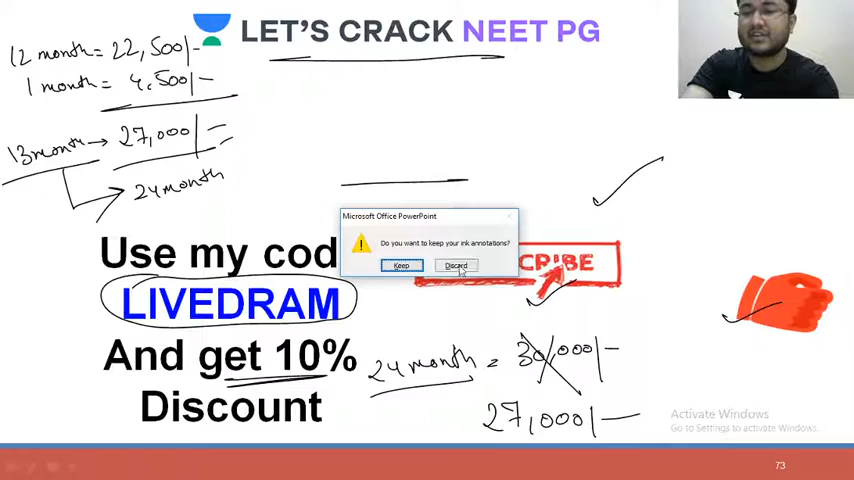 LET'S CRACK NEET PG
12 month = 22,500/-
1 month = 4,500/-
13 month → 27,000/-
24 month
Microsoft Office PowerPoint
Do you want to keep your ink annotations?
Keep
Discard
Use my cod
CRIBE
LIVEDRAM
And get 10%
Discount
24 month = 30,000/-
27,000/-
Activate Windows
Go to Settings to activate Windows.
73